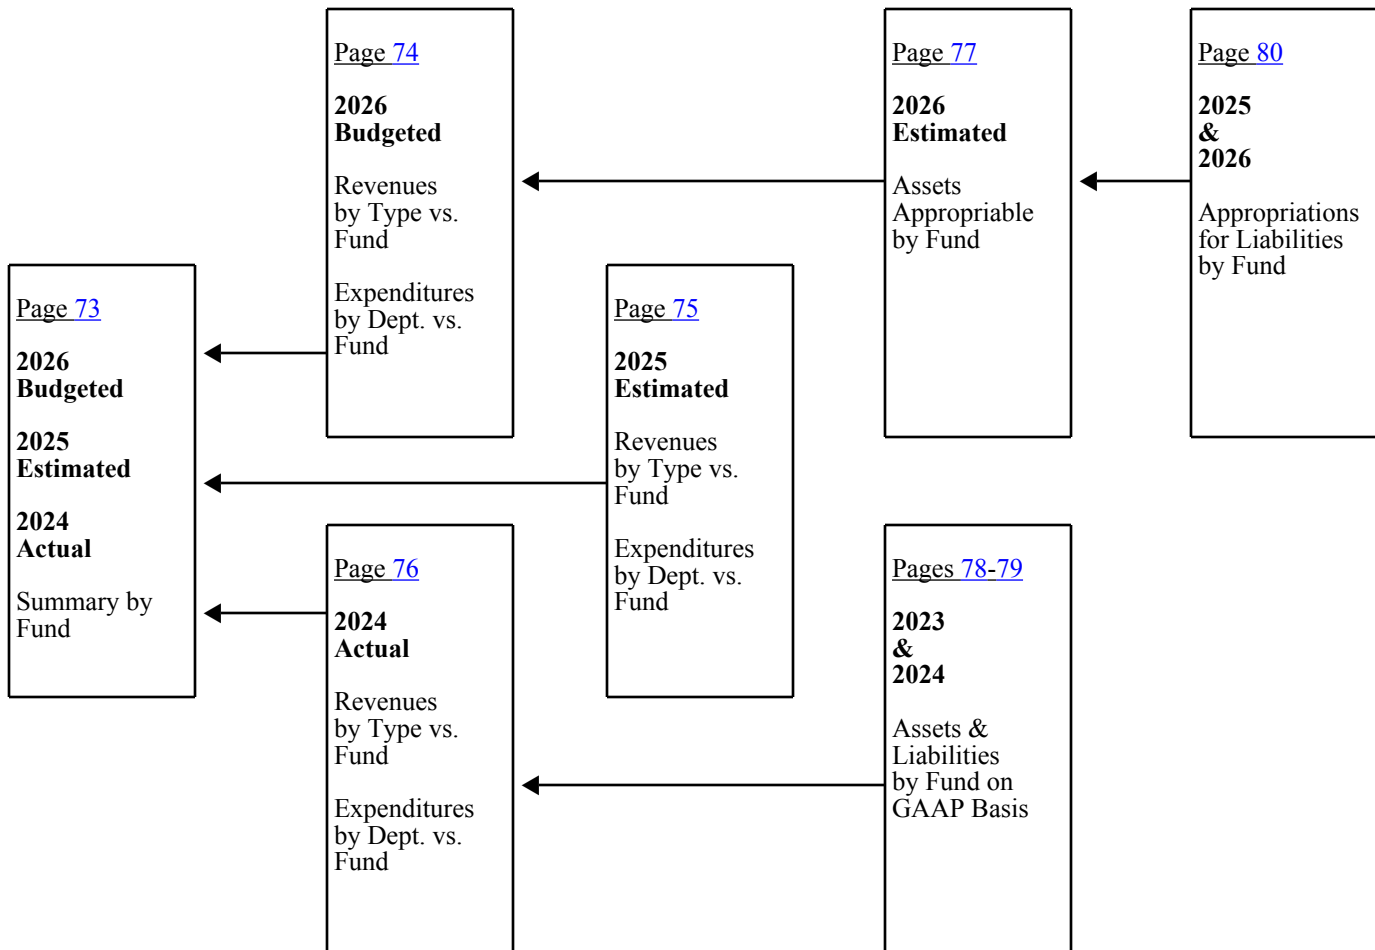 Page 74
2026
Budgeted
Revenues
by Type vs.
Fund
Expenditures
by Dept. vs.
Fund
Page 77
2026
Estimated
Assets
Appropriable
by Fund
Page 80
2025
&
2026
Appropriations
for Liabilities
by Fund
Page 73
2026
Budgeted
2025
Estimated
2024
Actual
Summary by
Fund
Page 75
2025
Estimated
Revenues
by Type vs.
Fund
Expenditures
by Dept. vs.
Fund
Page 76
2024
Actual
Revenues
by Type vs.
Fund
Expenditures
by Dept. vs.
Fund
Pages 78-79
2023
&
2024
Assets &
Liabilities
by Fund on
GAAP Basis